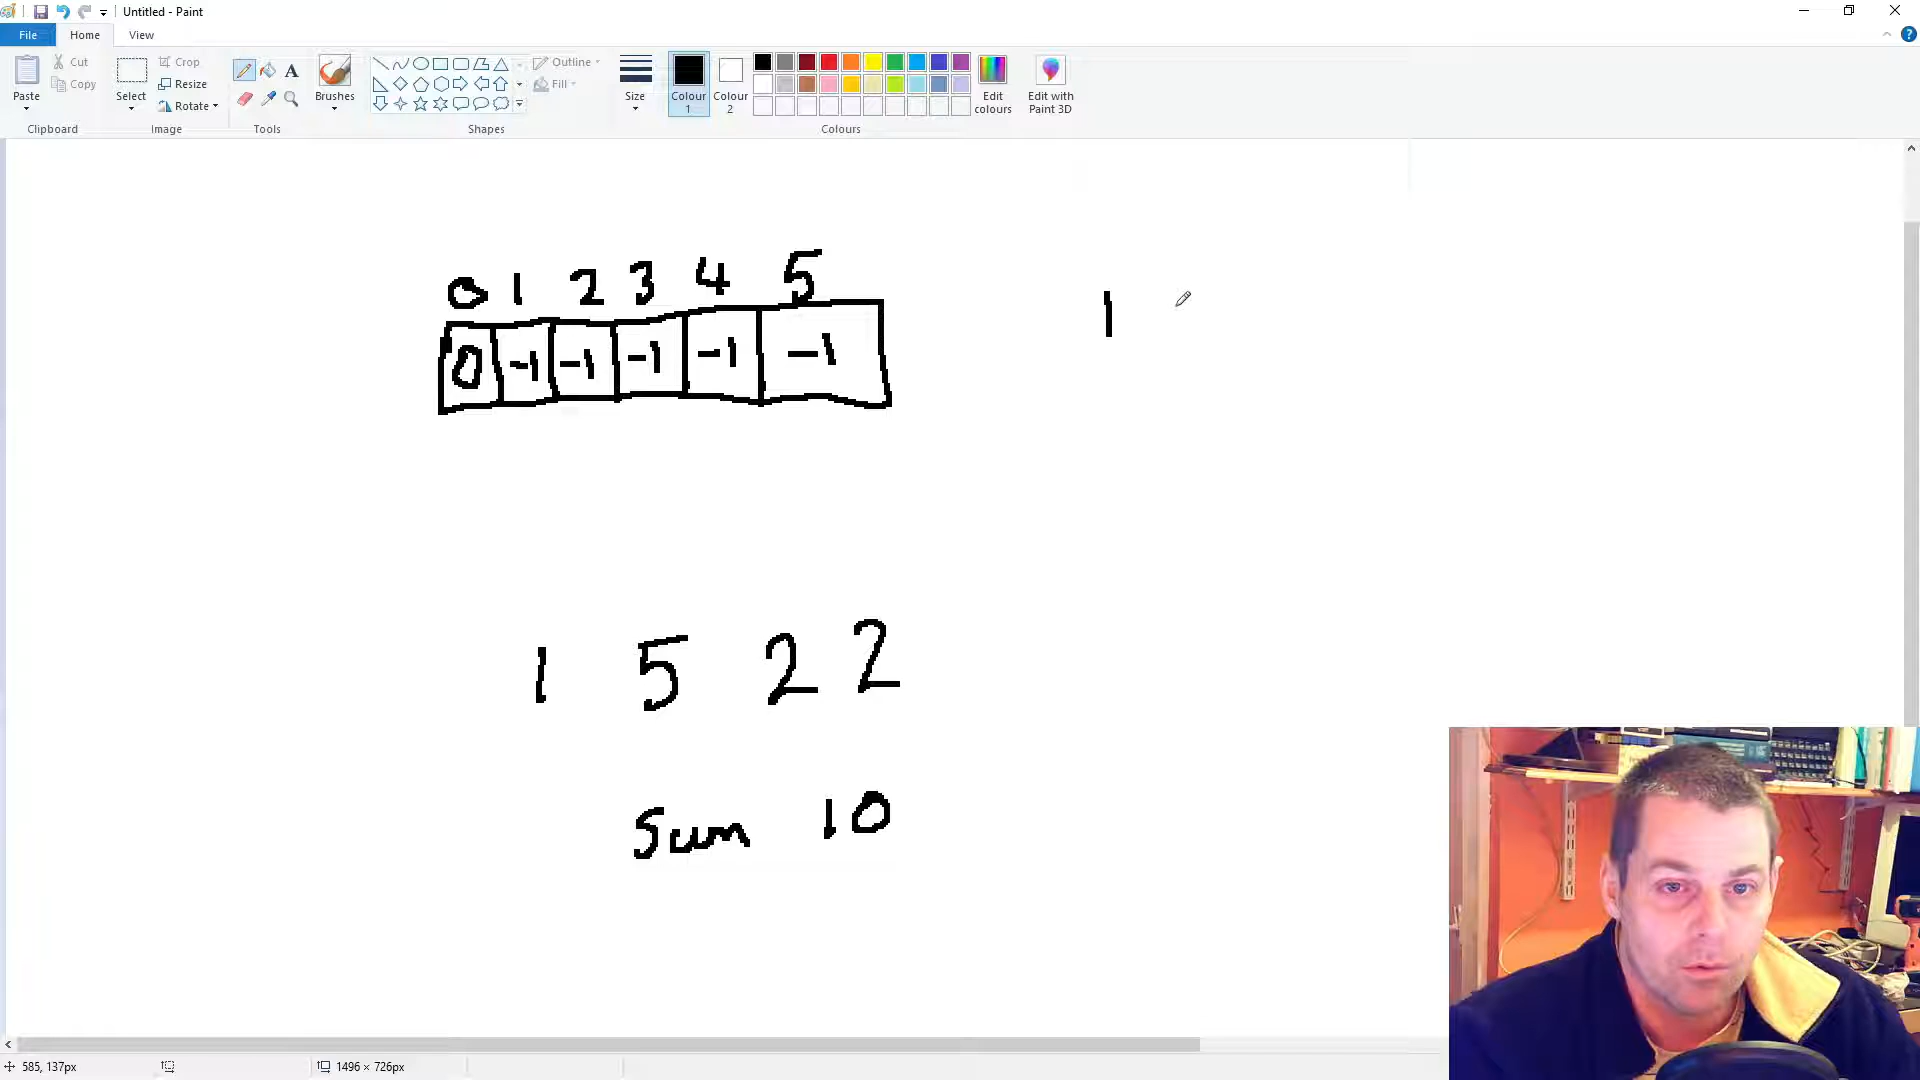 Untitled - Paint
File Home View
Paste
Cut
Copy
Clipboard
Select
Crop
Resize
Rotate
Image
Tools
Brushes
Shapes
Outline
Fill
Size
Colour 1
Colour 2
Edit colours
Edit with Paint 3D
Colours
0 1 2 3 4 5
0 -1 -1 -1 -1 -1
1
1 5 2 2
Sum 10
585, 137px
1496 × 726px